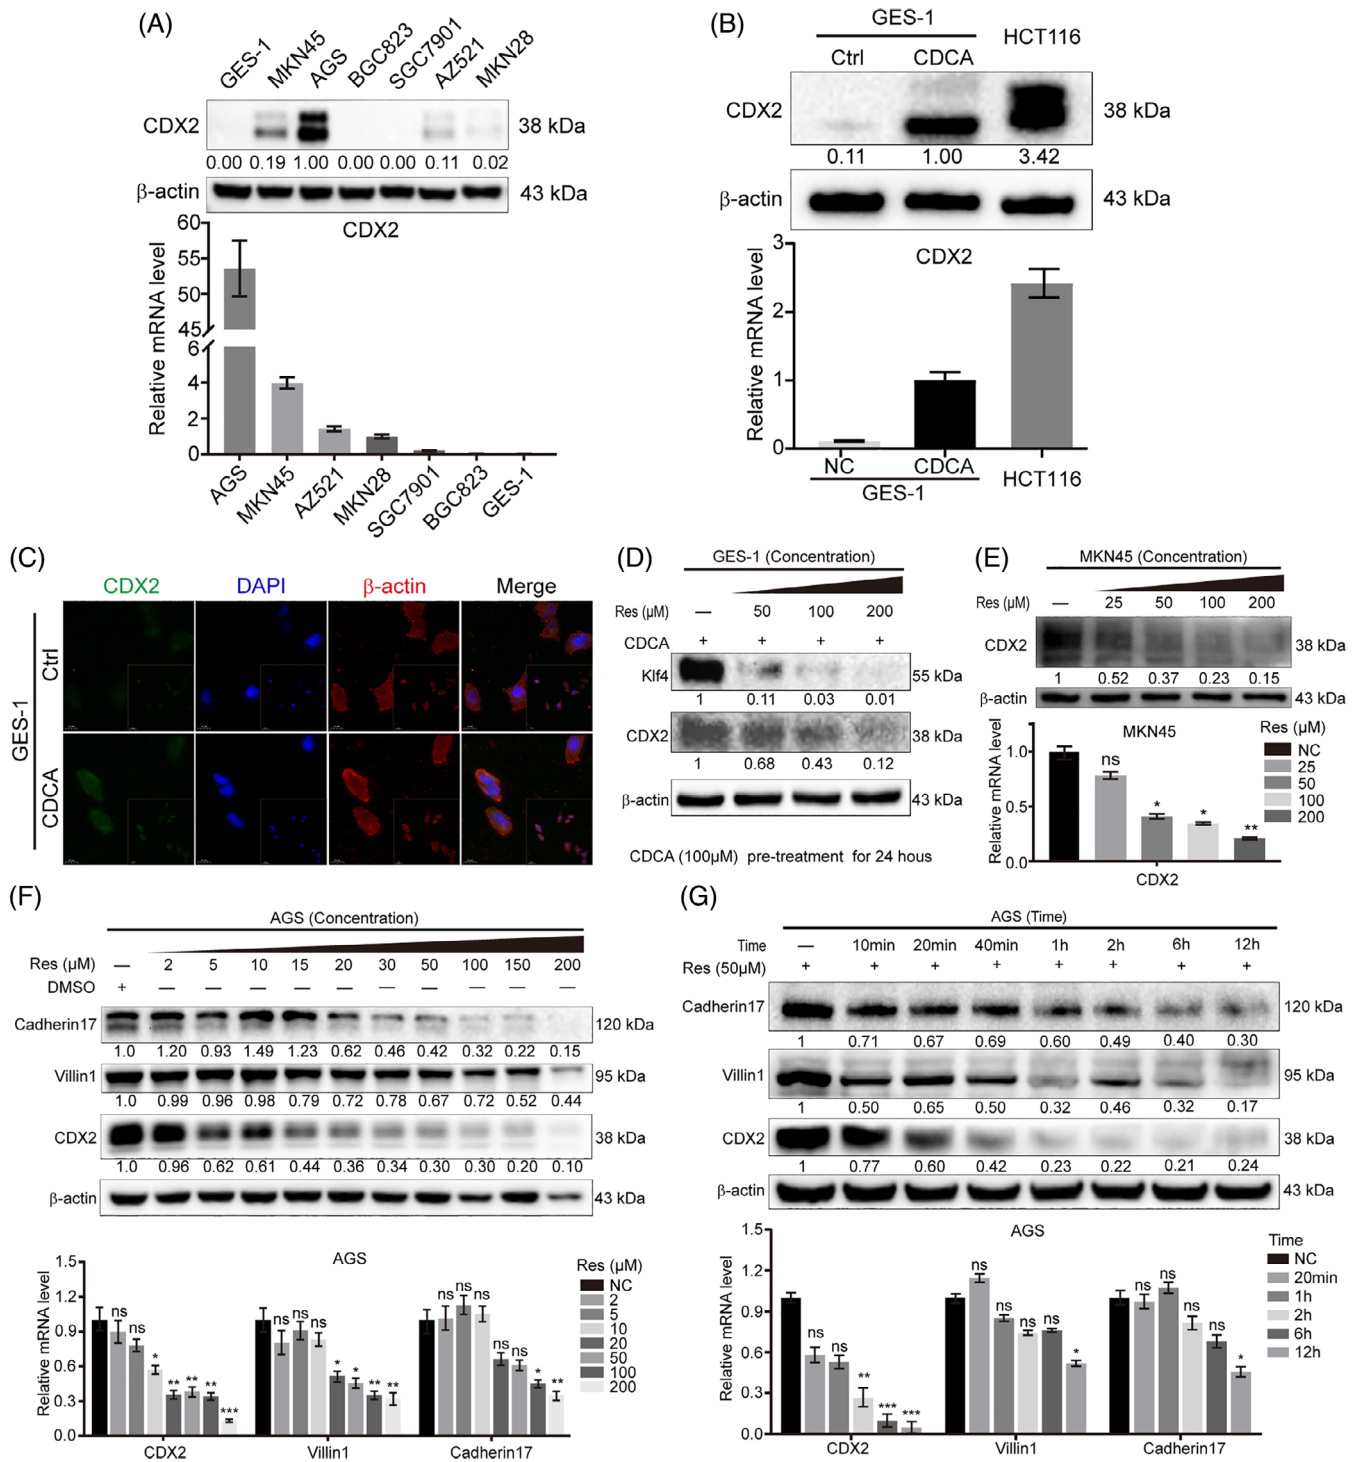 (A)
GES-1 MKN45 AGS BGC823 SGC7901 AZ521 MKN28
CDX2 38 kDa
0.00 0.19 1.00 0.00 0.00 0.11 0.02
β-actin 43 kDa
CDX2
Relative mRNA level
60
55
50
45
6
4
2
0
AGS MKN45 AZ521 MKN28 SGC7901 BGC823 GES-1
(B)
GES-1 HCT116
Ctrl CDCA
CDX2 38 kDa
0.11 1.00 3.42
β-actin 43 kDa
CDX2
Relative mRNA level
3
2
1
0
NC CDCA HCT116
GES-1
(C)
CDX2 DAPI β-actin Merge
GES-1
Ctrl
CDCA
(D)
GES-1 (Concentration)
Res (μM) — 50 100 200
CDCA + + + +
Klf4 55 kDa
1 0.11 0.03 0.01
CDX2 38 kDa
1 0.68 0.43 0.12
β-actin 43 kDa
CDCA (100μM) pre-treatment for 24 hours
(E)
MKN45 (Concentration)
Res (μM) — 25 50 100 200
CDX2 38 kDa
1 0.52 0.37 0.23 0.15
β-actin 43 kDa
MKN45
Relative mRNA level
1.0
0.5
0.0
ns * * **
CDX2
Res (μM)
NC
25
50
100
200
(F)
AGS (Concentration)
Res (μM) — 2 5 10 15 20 30 50 100 150 200
DMSO + — — — — — — — — — —
Cadherin17 120 kDa
1.0 1.20 0.93 1.49 1.23 0.62 0.46 0.42 0.32 0.22 0.15
Villin1 95 kDa
1.0 0.99 0.96 0.98 0.79 0.72 0.78 0.67 0.72 0.52 0.44
CDX2 38 kDa
1.0 0.96 0.62 0.61 0.44 0.36 0.34 0.30 0.30 0.20 0.10
β-actin 43 kDa
AGS
Relative mRNA level
1.5
1.2
0.9
0.6
0.3
0.0
ns ns * ** ** ** ***
ns ns ns * * ** **
ns ns ns * **
CDX2 Villin1 Cadherin17
Res (μM)
NC
2
5
10
20
50
100
200
(G)
AGS (Time)
Time — 10min 20min 40min 1h 2h 6h 12h
Res (50μM) + + + + + + + +
Cadherin17 120 kDa
1 0.71 0.67 0.69 0.60 0.49 0.40 0.30
Villin1 95 kDa
1 0.50 0.65 0.50 0.32 0.46 0.32 0.17
CDX2 38 kDa
1 0.77 0.60 0.42 0.23 0.22 0.21 0.24
β-actin 43 kDa
AGS
Relative mRNA level
1.5
1.2
0.9
0.6
0.3
0.0
ns ns ** *** ***
ns ns ns ns *
ns ns ns ns *
CDX2 Villin1 Cadherin17
Time
NC
20min
1h
2h
6h
12h